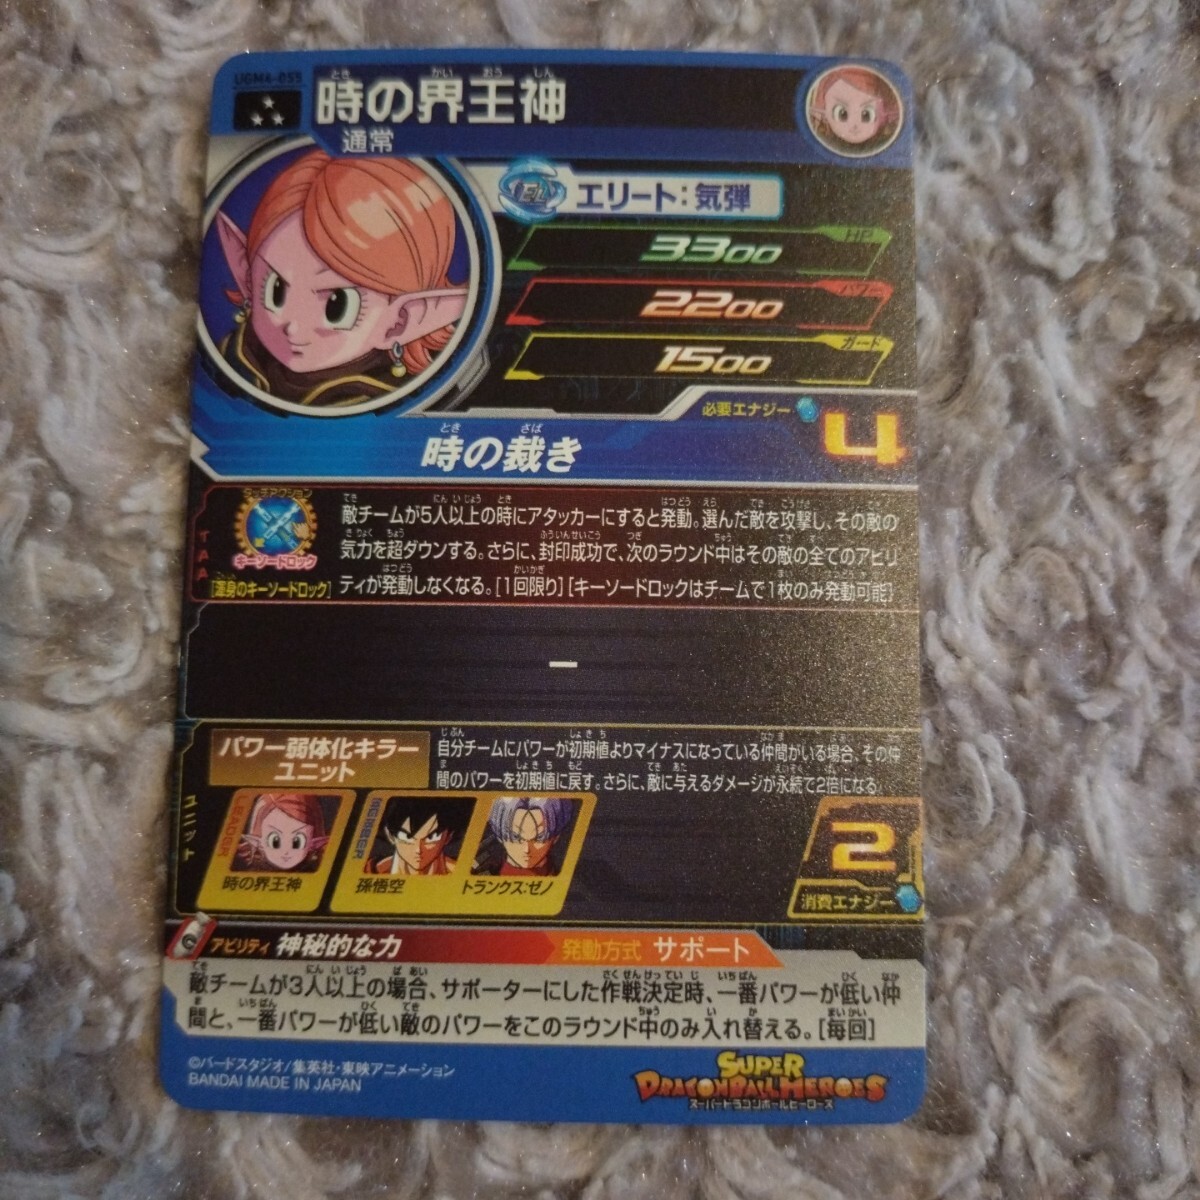 UGM4-055
時の界王神
通常
エリート:気弾
HP
3300
パワー
2200
ガード
1500
必要エナジー
4
時の裁き
タッチアクション
キーソードロック
TAA
[渾身のキーソードロック]
敵チームが5人以上の時にアタッカーにすると発動。選んだ敵を攻撃し、その敵の
気力を超ダウンする。さらに、封印成功で、次のラウンド中はその敵の全てのアビリ
ティが発動しなくなる。[1回限り][キーソードロックはチームで1枚のみ発動可能]
ー
ユニット
パワー弱体化キラー
ユニット
自分チームにパワーが初期値よりマイナスになっている仲間がいる場合、その仲
間のパワーを初期値に戻す。さらに、敵に与えるダメージが永続で2倍になる。
LEADER
時の界王神
MEMBER
孫悟空
トランクス:ゼノ
2
消費エナジー
アビリティ 神秘的な力
発動方式 サポート
敵チームが3人以上の場合、サポーターにした作戦決定時、一番パワーが低い仲
間と、一番パワーが低い敵のパワーをこのラウンド中のみ入れ替える。[毎回]
©バードスタジオ/集英社・東映アニメーション
BANDAI MADE IN JAPAN
SUPER
DRAGONBALL HEROES
スーパードラゴンボールヒーローズ